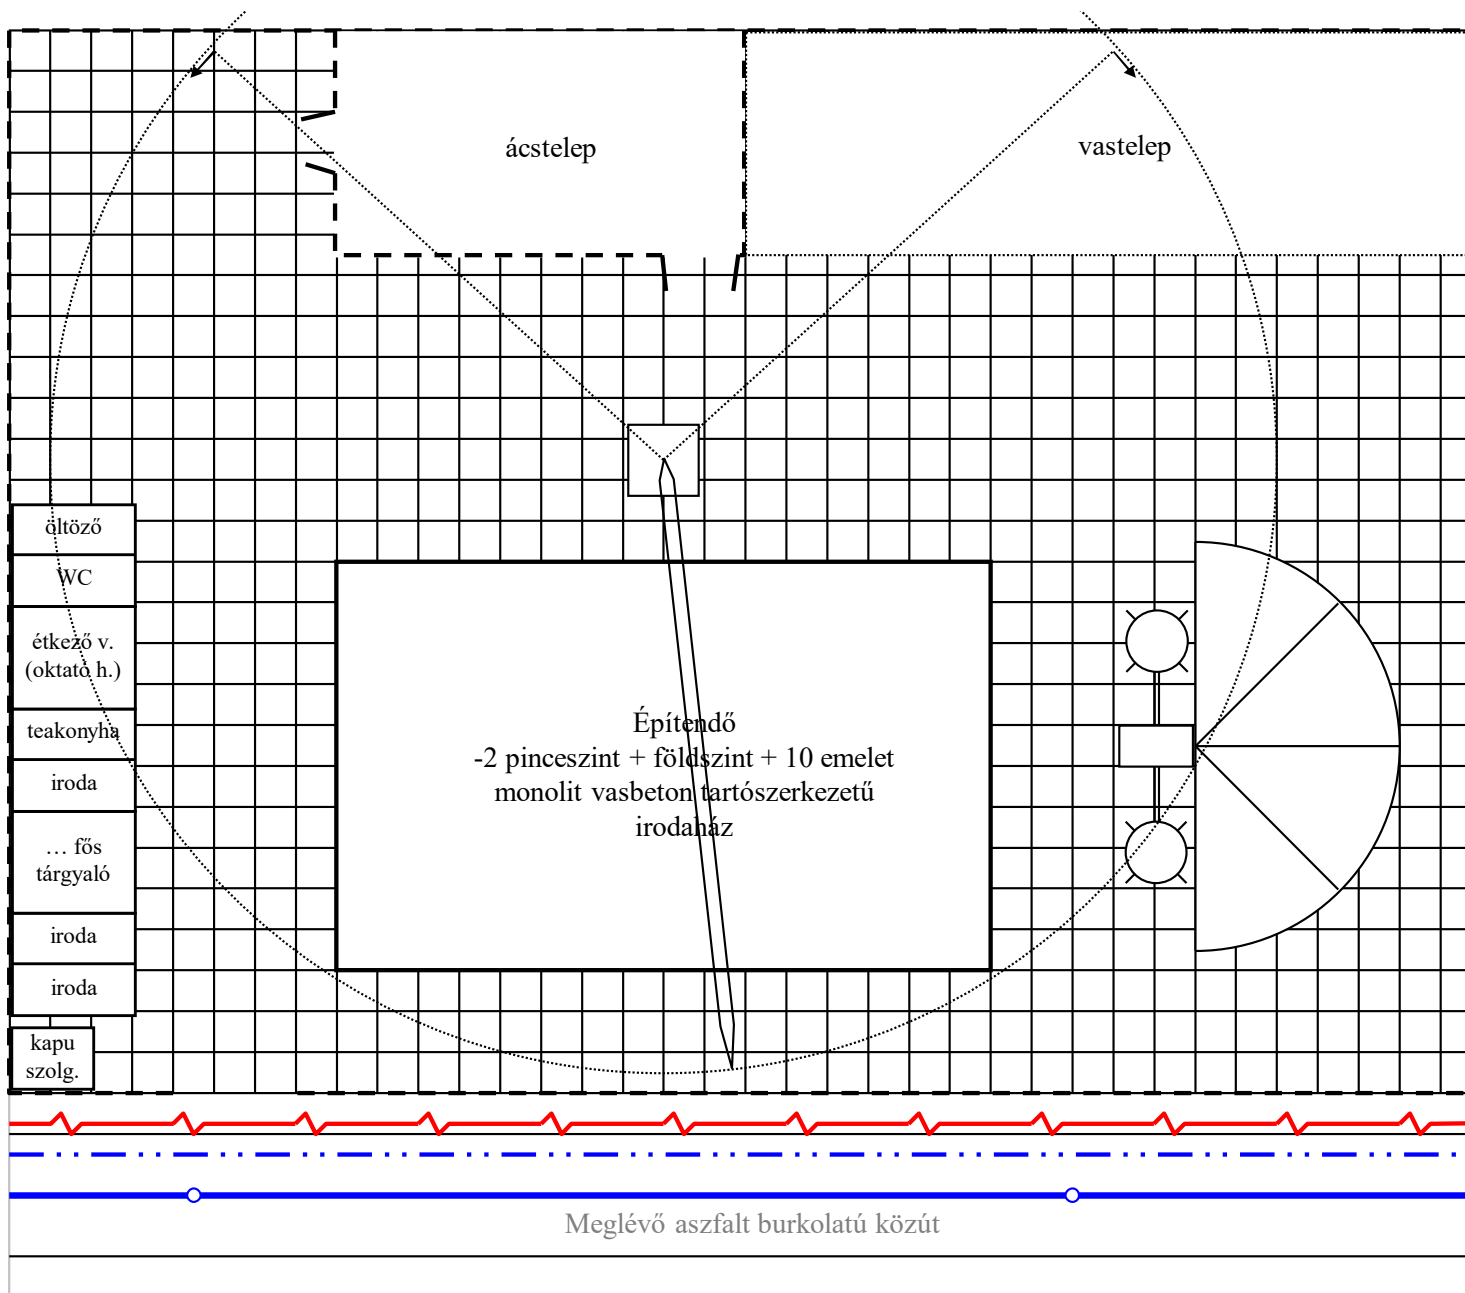 ácstelep
vastelep
öltöző
WC
étkező v.
(oktató h.)
teakonyha
iroda
… fős
tárgyaló
iroda
iroda
kapu
szolg.
Építendő
-2 pinceszint + földszint + 10 emelet
monolit vasbeton tartószerkezetű
irodaház
Meglévő aszfalt burkolatú közút